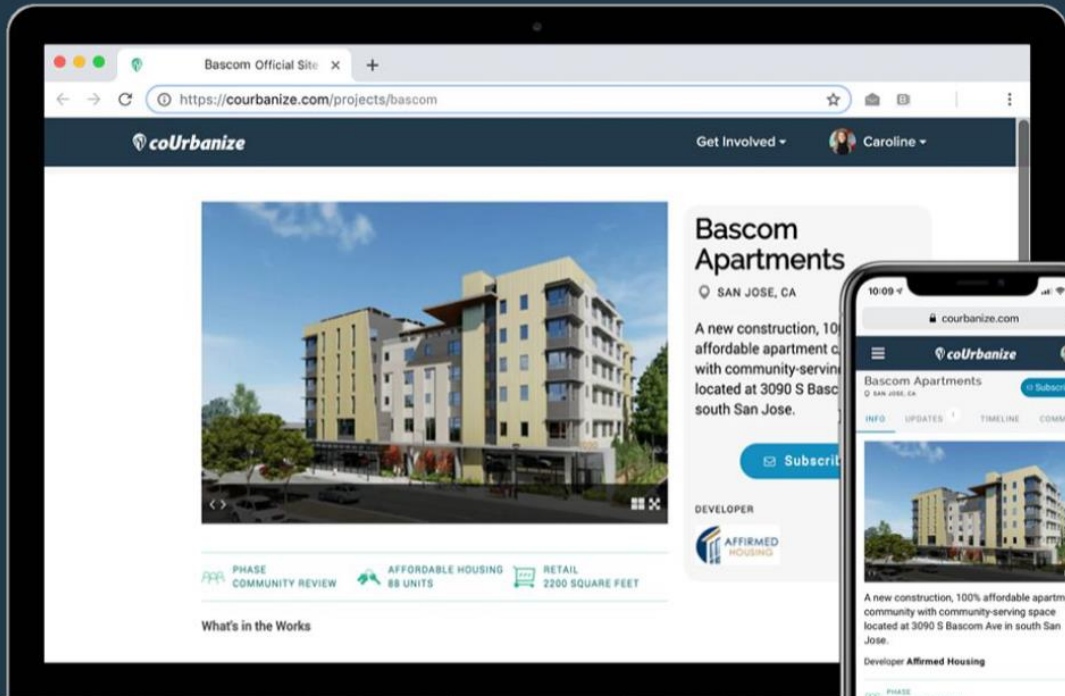 Bascom Official Site
https://courbanize.com/projects/bascom
coUrbanize
Get Involved
Caroline
Bascom
Apartments
SAN JOSE, CA
A new construction, 10
affordable apartment c
with community-servin
located at 3090 S Basc
south San Jose.
Subscrib
DEVELOPER
AFFIRMED
HOUSING
PHASE
COMMUNITY REVIEW
AFFORDABLE HOUSING
88 UNITS
RETAIL
2200 SQUARE FEET
What's in the Works
10:09
courbanize.com
coUrbanize
Bascom Apartments
SAN JOSE, CA
Subscri
INFO UPDATES 1 TIMELINE COMM
A new construction, 100% affordable apartm
community with community-serving space
located at 3090 S Bascom Ave in south San
Jose.
Developer Affirmed Housing
PHASE